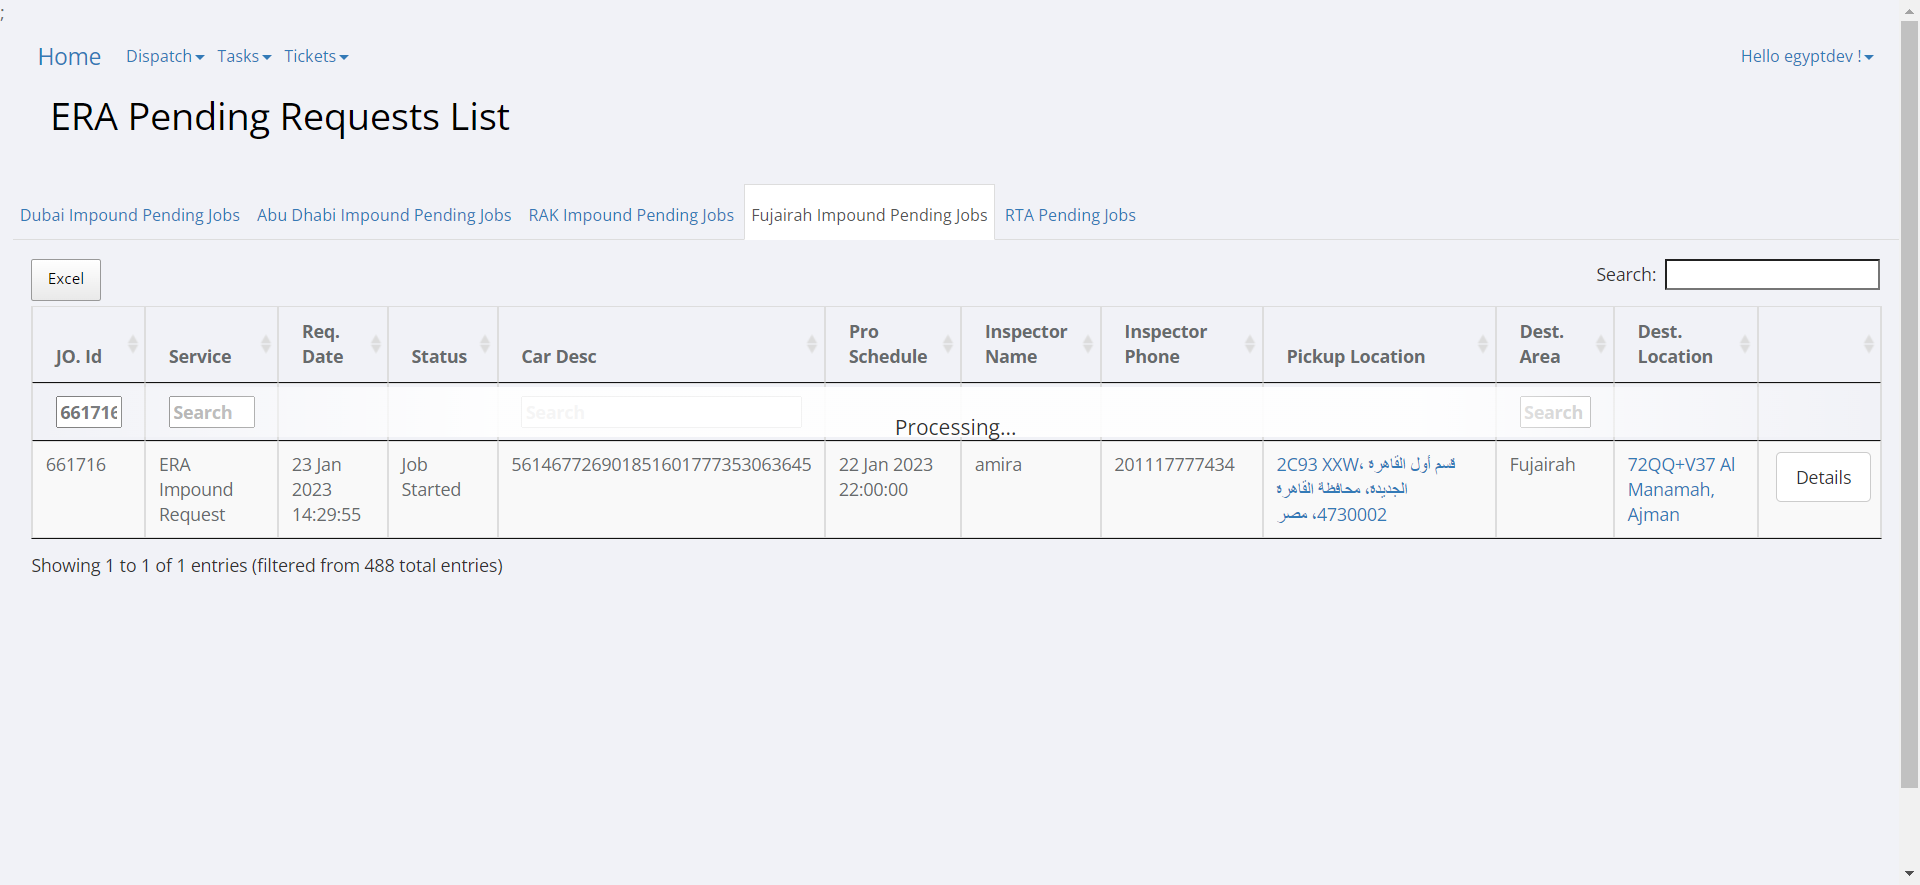 ;
Home Dispatch Tasks Tickets Hello egyptdev !
ERA Pending Requests List
Dubai Impound Pending Jobs Abu Dhabi Impound Pending Jobs RAK Impound Pending Jobs Fujairah Impound Pending Jobs RTA Pending Jobs
Excel Search:
JO. Id Service Req. Date Status Car Desc Pro Schedule Inspector Name Inspector Phone Pickup Location Dest. Area Dest. Location
661716 Search Search Search
Processing...
661716
ERA
Impound
Request
23 Jan
2023
14:29:55
Job
Started
5614677269018516017773530​63645
22 Jan 2023
22:00:00
amira
201117777434
2C93 XXW، قسم أول القاهرة
الجديدة، محافظة القاهرة
4730002، مصر
Fujairah
72QQ+V37 Al
Manamah,
Ajman
Details
Showing 1 to 1 of 1 entries (filtered from 488 total entries)